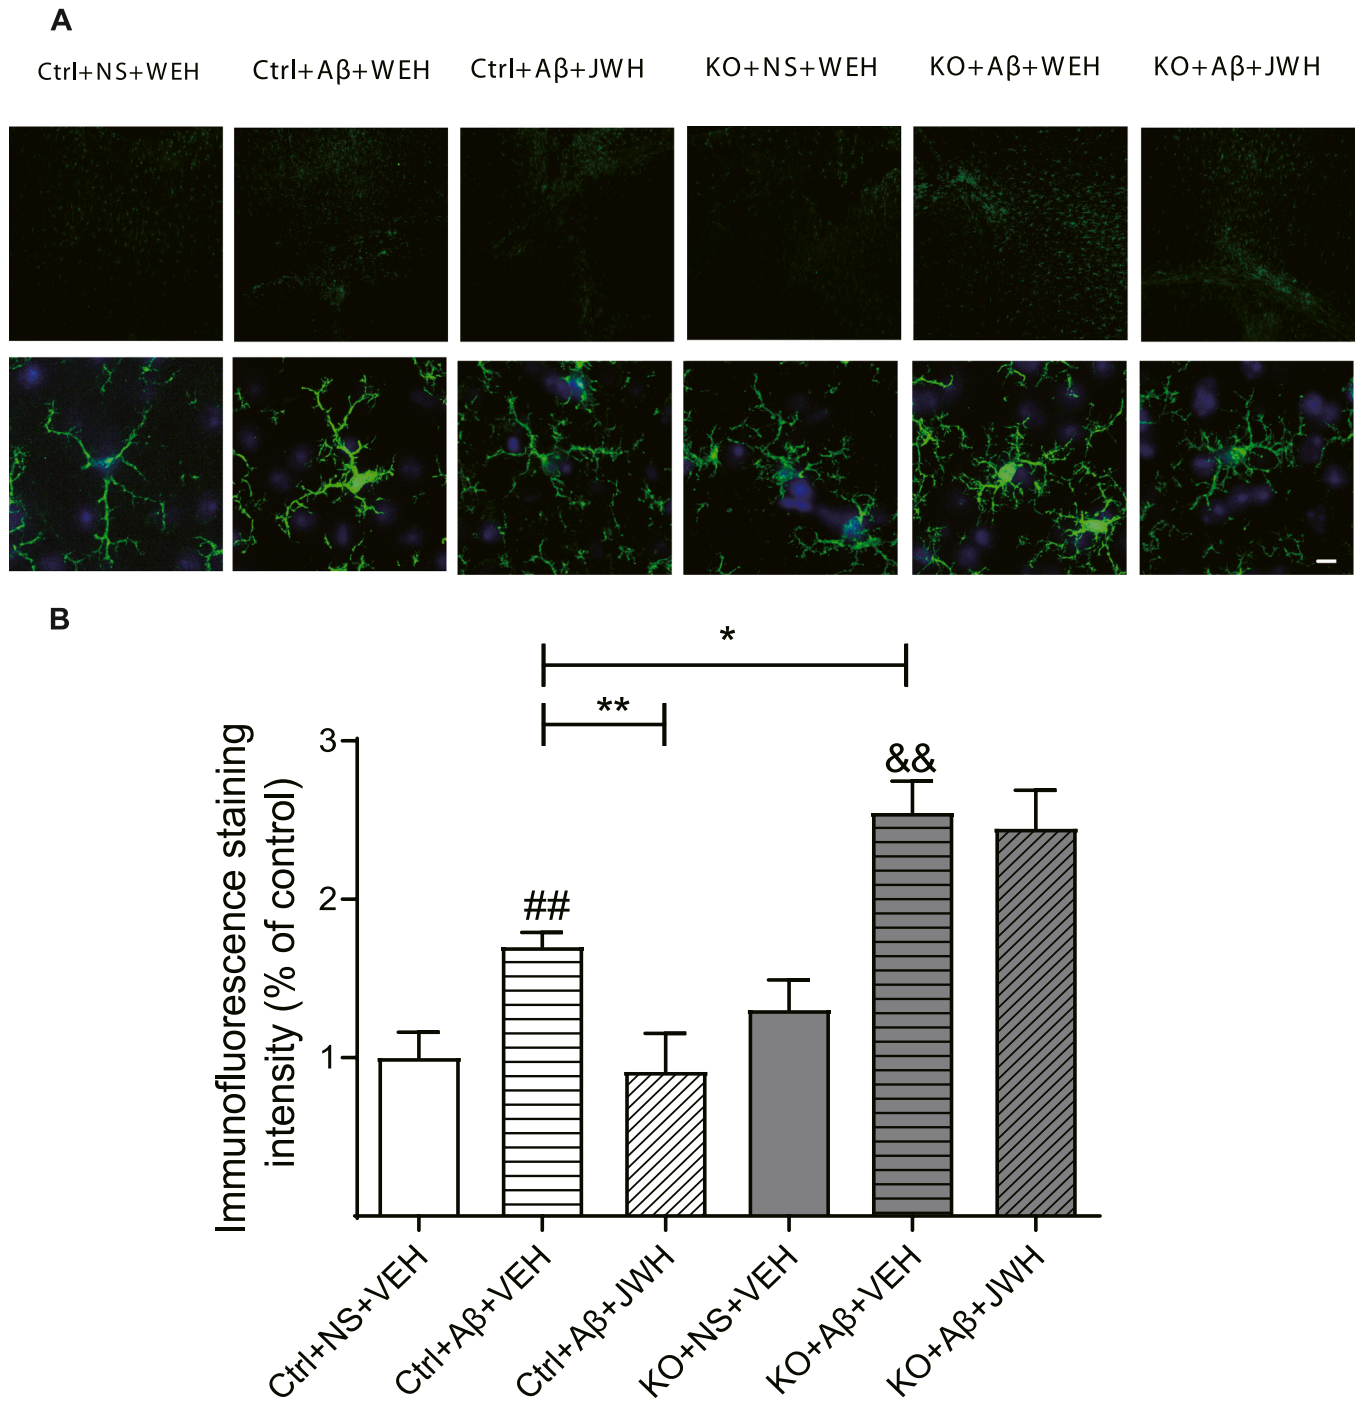 A
Ctrl+NS+WEH
Ctrl+Aβ+WEH
Ctrl+Aβ+JWH
KO+NS+WEH
KO+Aβ+WEH
KO+Aβ+JWH
B
*
**
Immunofluorescence staining
intensity (% of control)
3
2
1
##
&&
Ctrl+NS+VEH
Ctrl+Aβ+VEH
Ctrl+Aβ+JWH
KO+NS+VEH
KO+Aβ+VEH
KO+Aβ+JWH